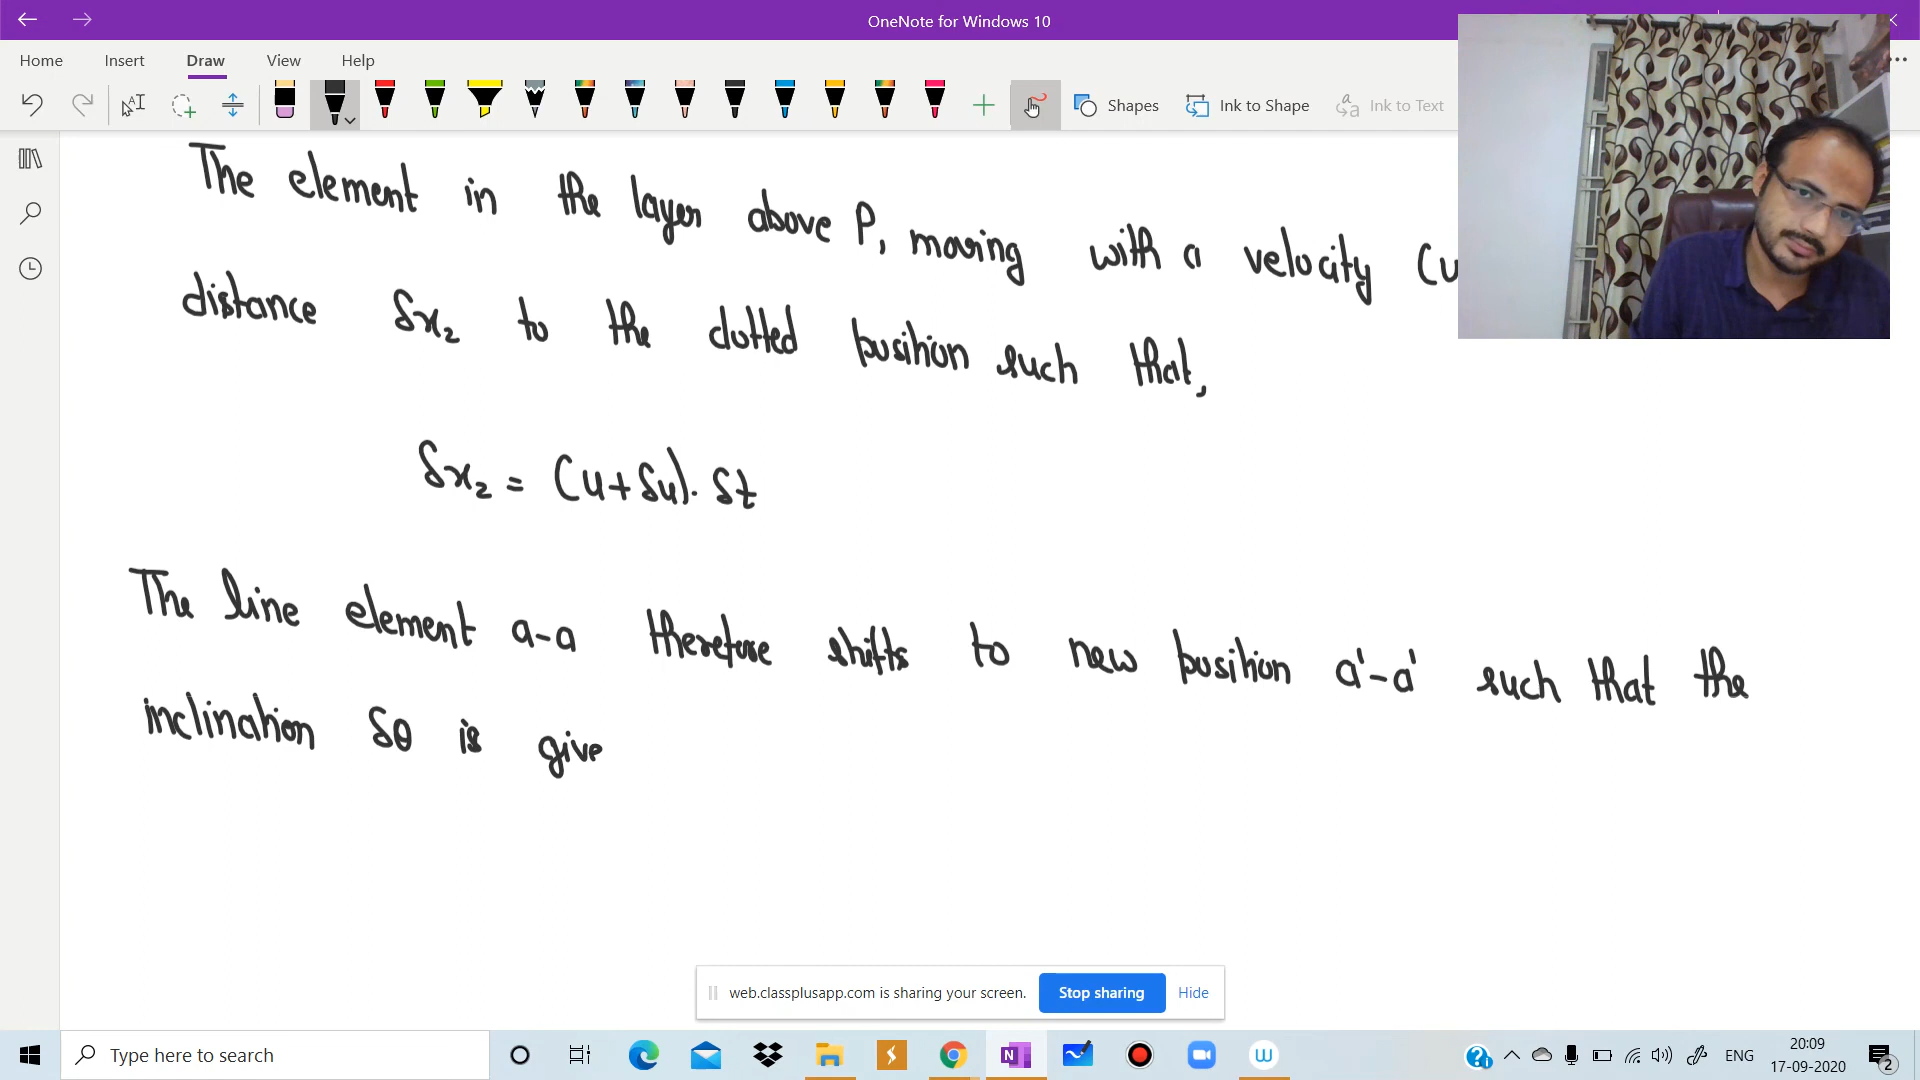 OneNote for Windows 10
Home Insert Draw View Help
Shapes Ink to Shape Ink to Text
The element in the layer above P, moving with a velocity (u
distance δx₂ to the dotted position such that,
δx₂ = (u+δu). δt
The line element a-a therefore shifts to new position a'-a' such that the
inclination δθ is give
web.classplusapp.com is sharing your screen. Stop sharing Hide
Type here to search
ENG
20:09
17-09-2020
2